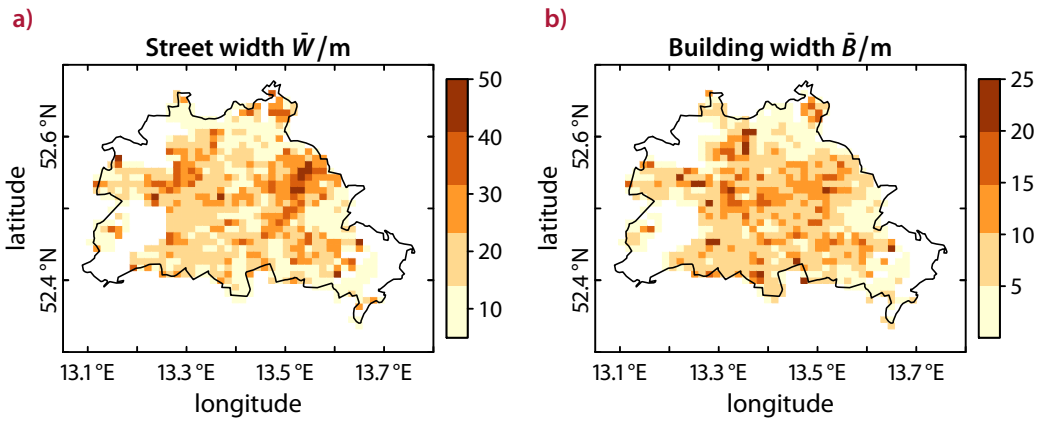 a)
Street width W̄/m
50
40
30
20
10
52.6 °N
52.4 °N
latitude
13.1 °E
13.3 °E
13.5 °E
13.7 °E
longitude
b)
Building width B̄/m
25
20
15
10
5
52.6 °N
52.4 °N
latitude
13.1 °E
13.3 °E
13.5 °E
13.7 °E
longitude